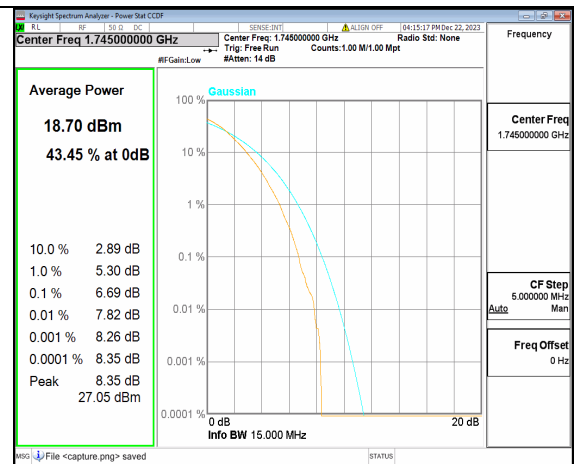 Keysight Spectrum Analyzer - Power Stat CCDF
RL RF 50 Ω DC SENSE:INT ALIGN OFF 04:15:17 PM Dec 22, 2023
Center Freq 1.745000000 GHz
Center Freq: 1.745000000 GHz Radio Std: None
Trig: Free Run Counts:1.00 M/1.00 Mpt
#IFGain:Low #Atten: 14 dB
Frequency
Average Power
18.70 dBm
43.45 % at 0dB
10.0 % 2.89 dB
1.0 % 5.30 dB
0.1 % 6.69 dB
0.01 % 7.82 dB
0.001 % 8.26 dB
0.0001 % 8.35 dB
Peak 8.35 dB
27.05 dBm
Gaussian
100 %
10 %
1 %
0.1 %
0.01 %
0.001 %
0.0001 %
0 dB 20 dB
Info BW 15.000 MHz
Center Freq
1.745000000 GHz
CF Step
5.000000 MHz
Auto Man
Freq Offset
0 Hz
MSG File <capture.png> saved STATUS